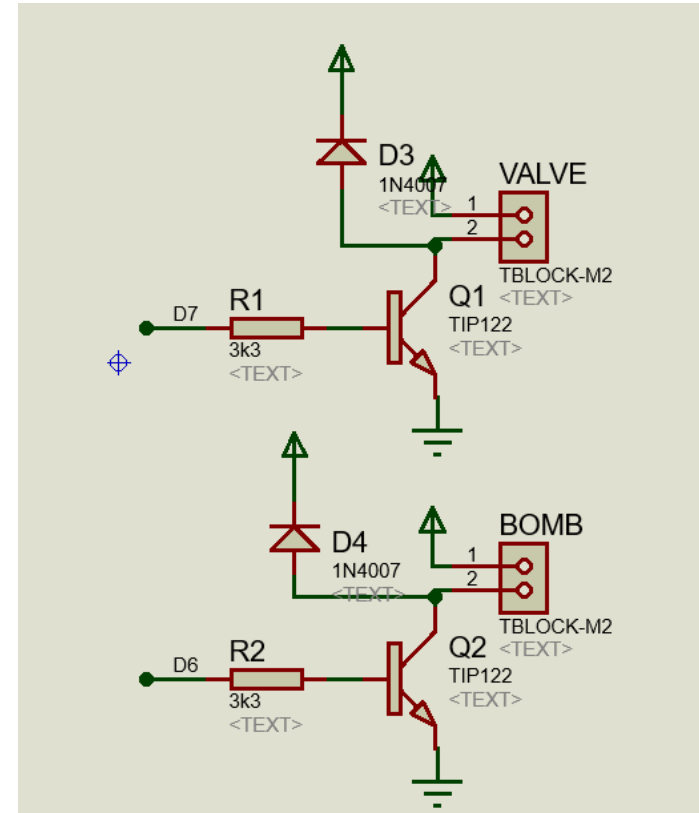 D3
1N4007
<TEXT>
VALVE
1
2
TBLOCK-M2
<TEXT>
D7
R1
3k3
<TEXT>
Q1
TIP122
<TEXT>
D4
1N4007
<TEXT>
BOMB
1
2
TBLOCK-M2
<TEXT>
D6
R2
3k3
<TEXT>
Q2
TIP122
<TEXT>